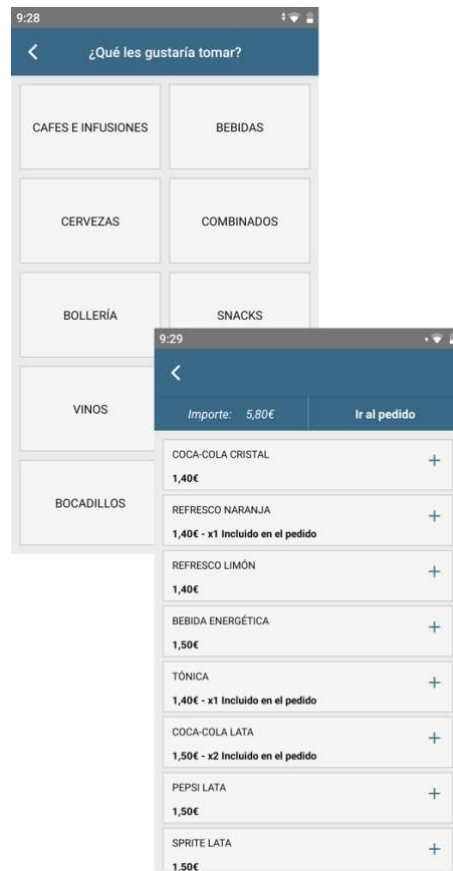 9:28
¿Qué les gustaría tomar?
CAFES E INFUSIONES
BEBIDAS
CERVEZAS
COMBINADOS
BOLLERÍA
SNACKS
VINOS
BOCADILLOS
9:29
Importe: 5,80€
Ir al pedido
COCA-COLA CRISTAL
1,40€
REFRESCO NARANJA
1,40€ - x1 Incluido en el pedido
REFRESCO LIMÓN
1,40€
BEBIDA ENERGÉTICA
1,50€
TÓNICA
1,40€ - x1 Incluido en el pedido
COCA-COLA LATA
1,50€ - x2 Incluido en el pedido
PEPSI LATA
1,50€
SPRITE LATA
1,50€